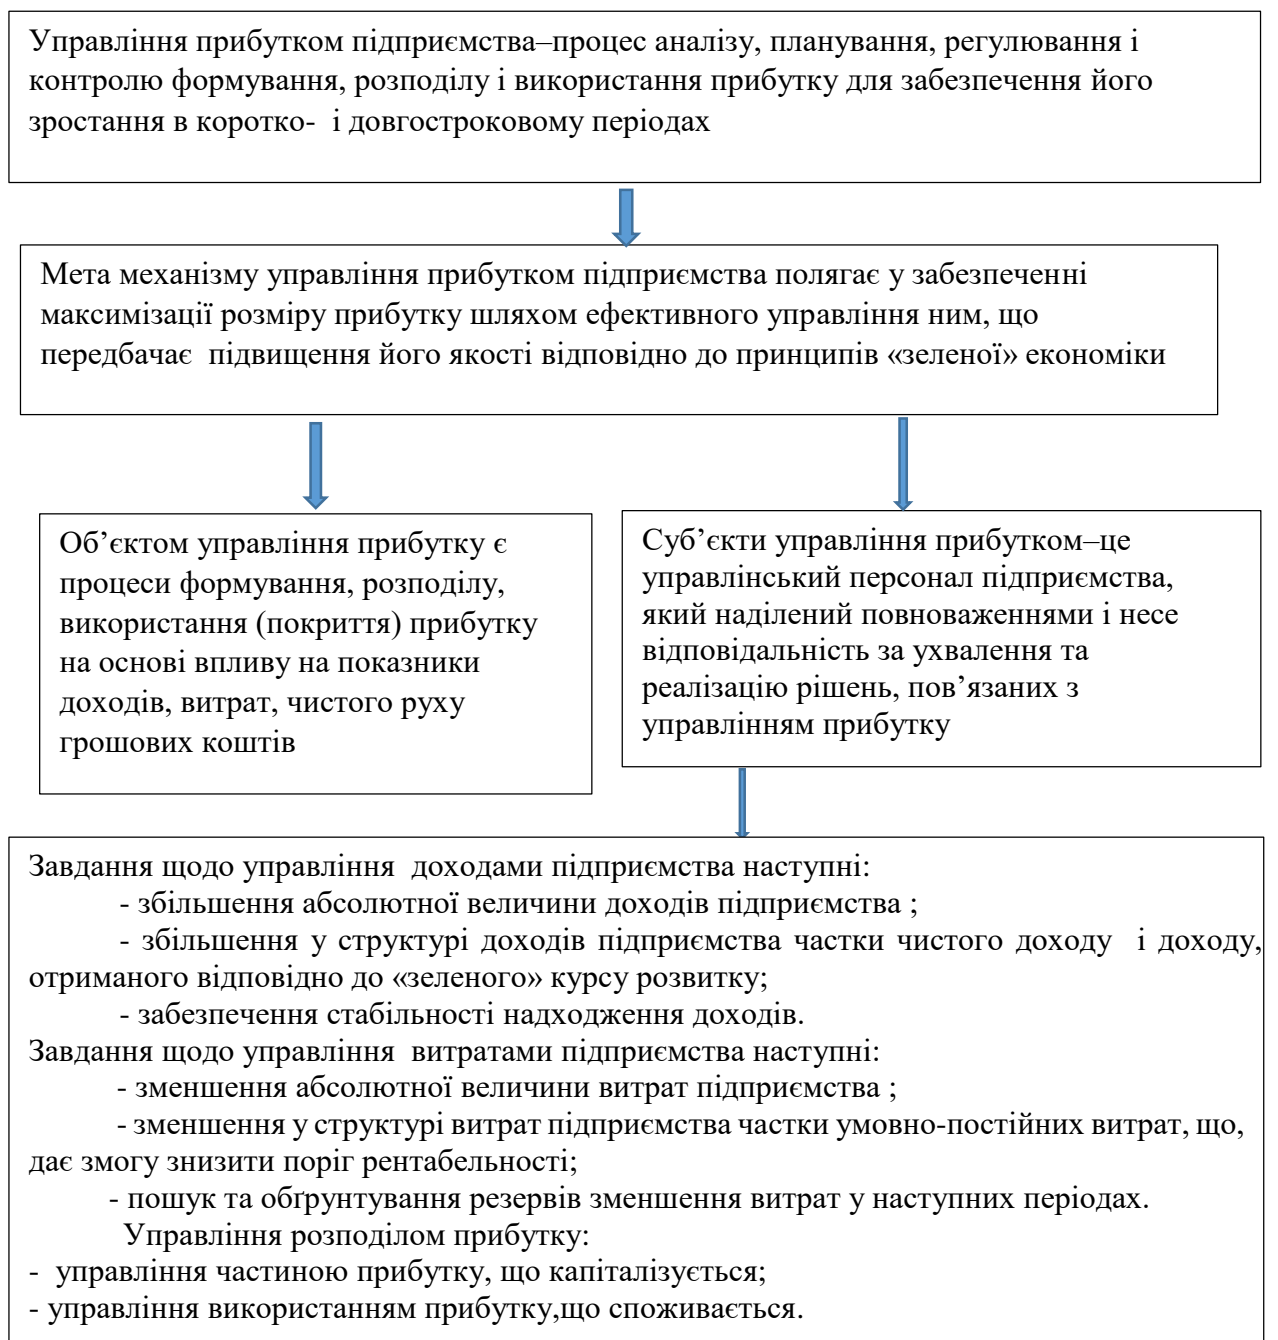 Управління прибутком підприємства–процес аналізу, планування, регулювання і
контролю формування, розподілу і використання прибутку для забезпечення його
зростання в коротко- і довгостроковому періодах
Мета механізму управління прибутком підприємства полягає у забезпеченні
максимізації розміру прибутку шляхом ефективного управління ним, що
передбачає підвищення його якості відповідно до принципів «зеленої» економіки
Об’єктом управління прибутку є
процеси формування, розподілу,
використання (покриття) прибутку
на основі впливу на показники
доходів, витрат, чистого руху
грошових коштів
Суб’єкти управління прибутком–це
управлінський персонал підприємства,
який наділений повноваженнями і несе
відповідальність за ухвалення та
реалізацію рішень, пов’язаних з
управлінням прибутку
Завдання щодо управління доходами підприємства наступні:
- збільшення абсолютної величини доходів підприємства ;
- збільшення у структурі доходів підприємства частки чистого доходу і доходу,
отриманого відповідно до «зеленого» курсу розвитку;
- забезпечення стабільності надходження доходів.
Завдання щодо управління витратами підприємства наступні:
- зменшення абсолютної величини витрат підприємства ;
- зменшення у структурі витрат підприємства частки умовно-постійних витрат, що,
дає змогу знизити поріг рентабельності;
- пошук та обґрунтування резервів зменшення витрат у наступних періодах.
Управління розподілом прибутку:
- управління частиною прибутку, що капіталізується;
- управління використанням прибутку,що споживається.